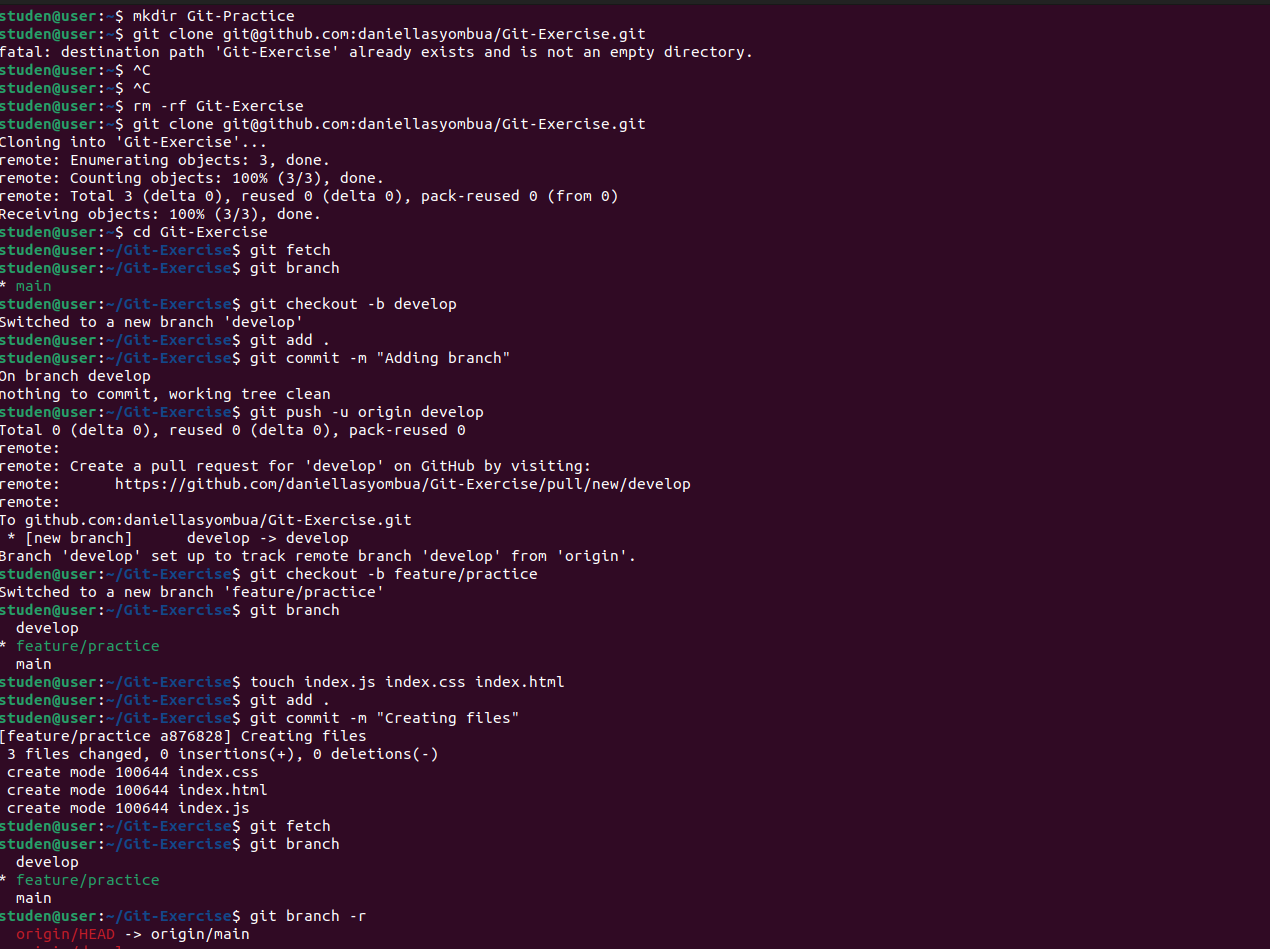 studen@user:~$ mkdir Git-Practice
studen@user:~$ git clone git@github.com:daniellasyombua/Git-Exercise.git
fatal: destination path 'Git-Exercise' already exists and is not an empty directory.
studen@user:~$ ^C
studen@user:~$ ^C
studen@user:~$ rm -rf Git-Exercise
studen@user:~$ git clone git@github.com:daniellasyombua/Git-Exercise.git
Cloning into 'Git-Exercise'...
remote: Enumerating objects: 3, done.
remote: Counting objects: 100% (3/3), done.
remote: Total 3 (delta 0), reused 0 (delta 0), pack-reused 0 (from 0)
Receiving objects: 100% (3/3), done.
studen@user:~$ cd Git-Exercise
studen@user:~/Git-Exercise$ git fetch
studen@user:~/Git-Exercise$ git branch
* main
studen@user:~/Git-Exercise$ git checkout -b develop
Switched to a new branch 'develop'
studen@user:~/Git-Exercise$ git add .
studen@user:~/Git-Exercise$ git commit -m "Adding branch"
On branch develop
nothing to commit, working tree clean
studen@user:~/Git-Exercise$ git push -u origin develop
Total 0 (delta 0), reused 0 (delta 0), pack-reused 0
remote:
remote: Create a pull request for 'develop' on GitHub by visiting:
remote:      https://github.com/daniellasyombua/Git-Exercise/pull/new/develop
remote:
To github.com:daniellasyombua/Git-Exercise.git
 * [new branch]      develop -> develop
Branch 'develop' set up to track remote branch 'develop' from 'origin'.
studen@user:~/Git-Exercise$ git checkout -b feature/practice
Switched to a new branch 'feature/practice'
studen@user:~/Git-Exercise$ git branch
  develop
* feature/practice
  main
studen@user:~/Git-Exercise$ touch index.js index.css index.html
studen@user:~/Git-Exercise$ git add .
studen@user:~/Git-Exercise$ git commit -m "Creating files"
[feature/practice a876828] Creating files
 3 files changed, 0 insertions(+), 0 deletions(-)
 create mode 100644 index.css
 create mode 100644 index.html
 create mode 100644 index.js
studen@user:~/Git-Exercise$ git fetch
studen@user:~/Git-Exercise$ git branch
  develop
* feature/practice
  main
studen@user:~/Git-Exercise$ git branch -r
  origin/HEAD -> origin/main